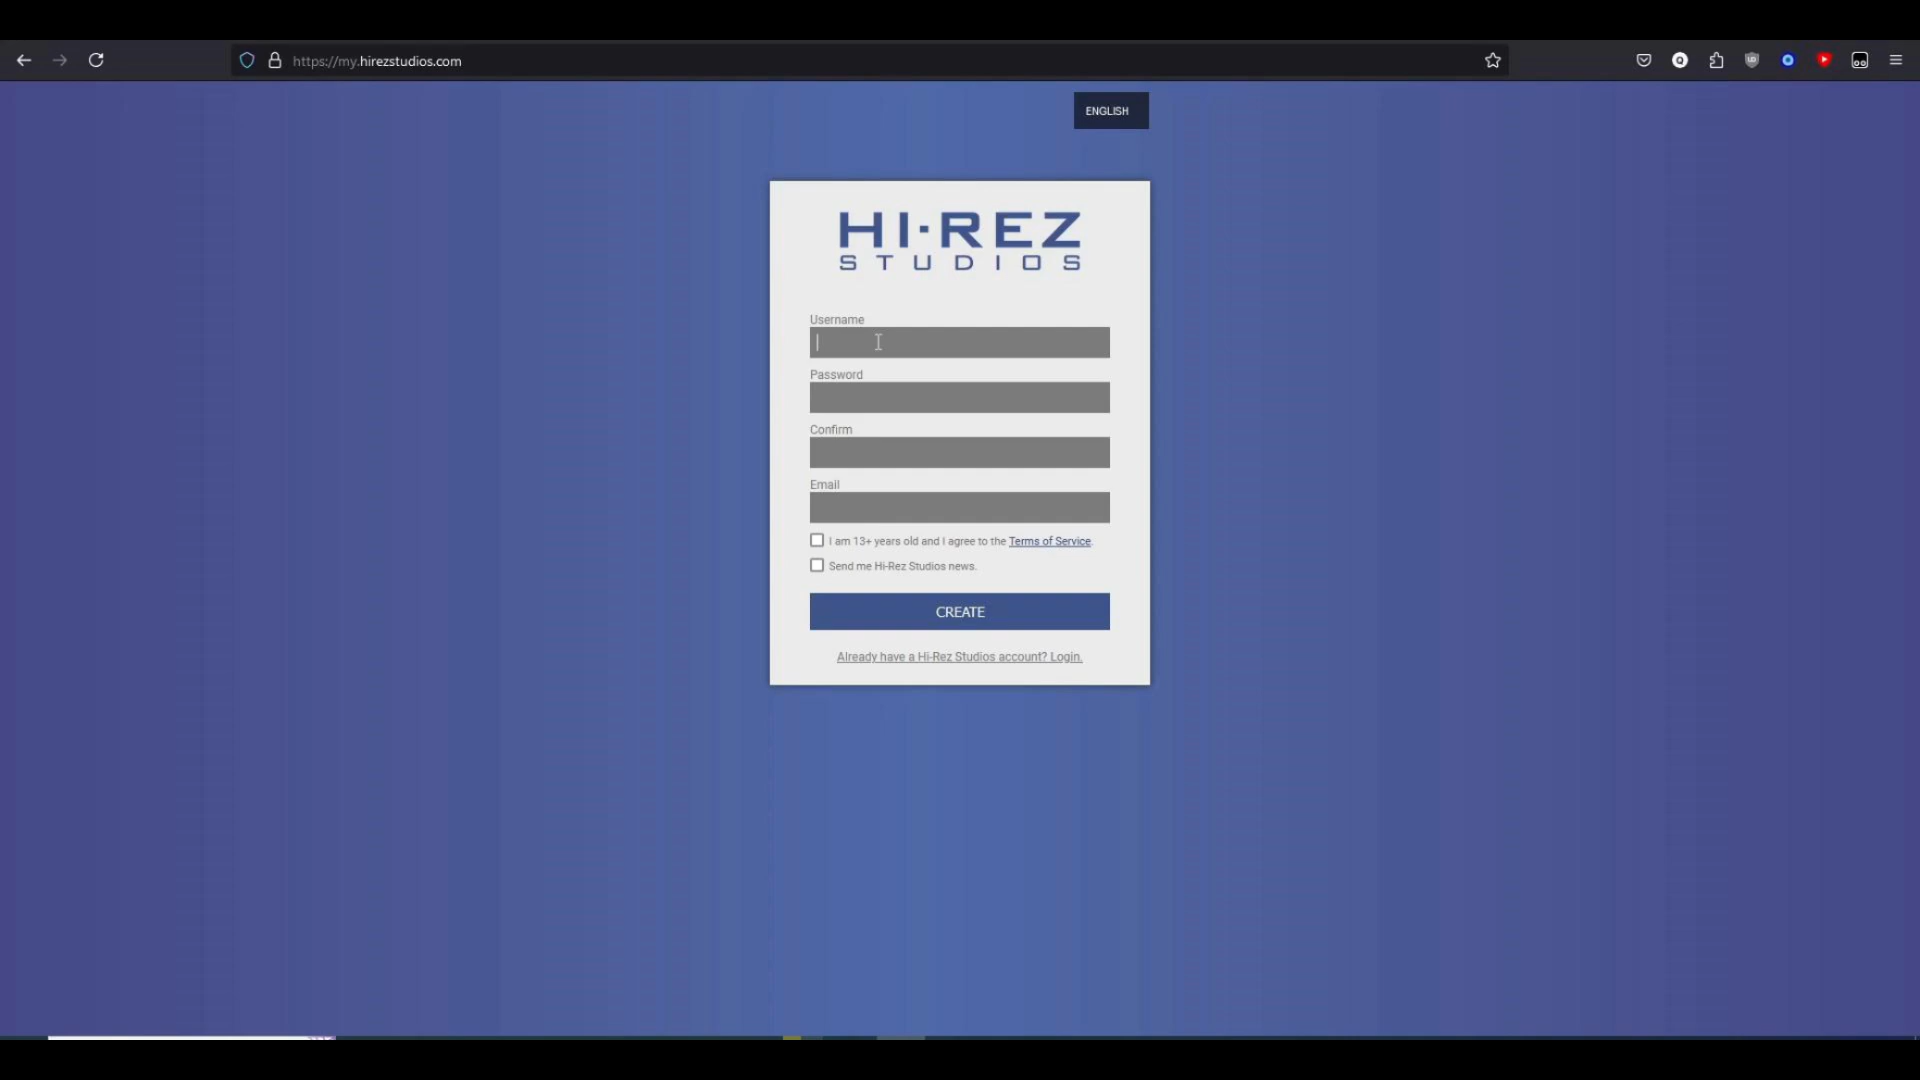 https://my.hirezstudios.com
ENGLISH
HI-REZ
STUDIOS
Username
Password
Confirm
Email
I am 13+ years old and I agree to the Terms of Service.
Send me Hi-Rez Studios news.
CREATE
Already have a Hi-Rez Studios account? Login.